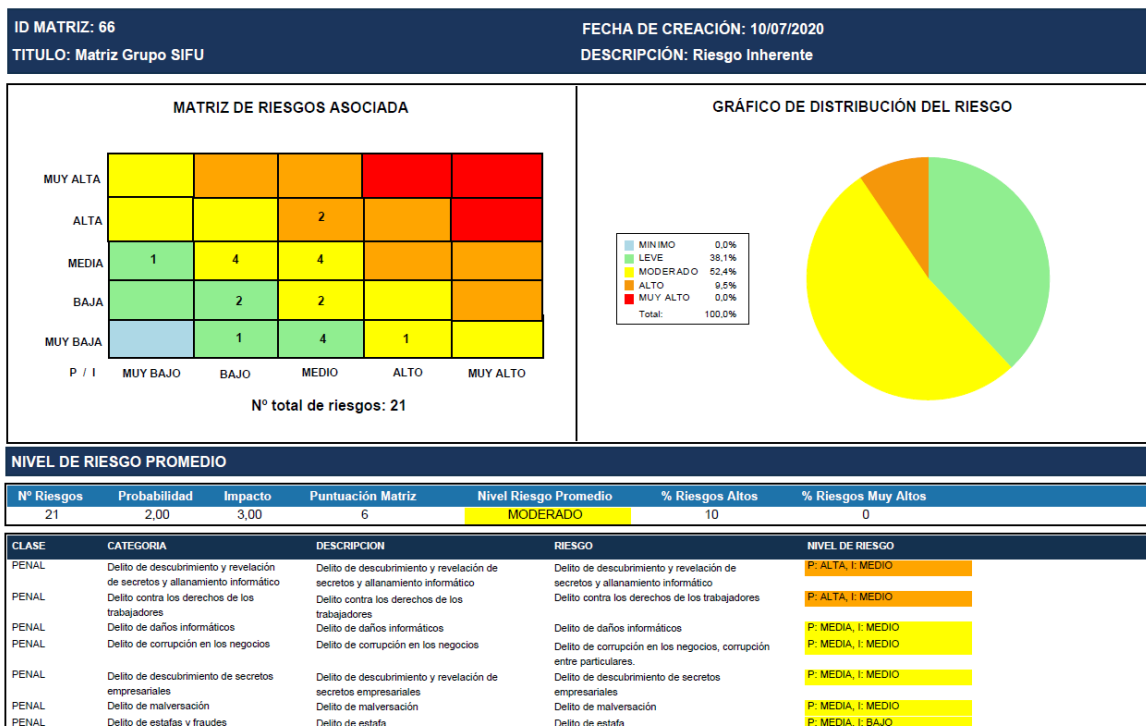 ID MATRIZ: 66
FECHA DE CREACIÓN: 10/07/2020
TITULO: Matriz Grupo SIFU
DESCRIPCIÓN: Riesgo Inherente
MATRIZ DE RIESGOS ASOCIADA
MUY ALTA
ALTA 2
MEDIA 1 4 4
BAJA 2 2
MUY BAJA 1 4 1
P / I MUY BAJO BAJO MEDIO ALTO MUY ALTO
Nº total de riesgos: 21
GRÁFICO DE DISTRIBUCIÓN DEL RIESGO
MINIMO 0,0%
LEVE 38,1%
MODERADO 52,4%
ALTO 9,5%
MUY ALTO 0,0%
Total: 100,0%
NIVEL DE RIESGO PROMEDIO
Nº Riesgos Probabilidad Impacto Puntuación Matriz Nivel Riesgo Promedio % Riesgos Altos % Riesgos Muy Altos
21 2,00 3,00 6 MODERADO 10 0
CLASE CATEGORIA DESCRIPCION RIESGO NIVEL DE RIESGO
PENAL Delito de descubrimiento y revelación Delito de descubrimiento y revelación de Delito de descubrimiento y revelación de P: ALTA, I: MEDIO
de secretos y allanamiento informático secretos y allanamiento informático secretos y allanamiento informático
PENAL Delito contra los derechos de los Delito contra los derechos de los Delito contra los derechos de los trabajadores P: ALTA, I: MEDIO
trabajadores trabajadores
PENAL Delito de daños informáticos Delito de daños informáticos Delito de daños informáticos P: MEDIA, I: MEDIO
PENAL Delito de corrupción en los negocios Delito de corrupción en los negocios Delito de corrupción en los negocios, corrupción P: MEDIA, I: MEDIO
entre particulares.
PENAL Delito de descubrimiento de secretos Delito de descubrimiento y revelación de Delito de descubrimiento de secretos P: MEDIA, I: MEDIO
empresariales secretos empresariales empresariales
PENAL Delito de malversación Delito de malversación Delito de malversación P: MEDIA, I: MEDIO
PENAL Delito de estafas y fraudes Delito de estafa Delito de estafa P: MEDIA, I: BAJO